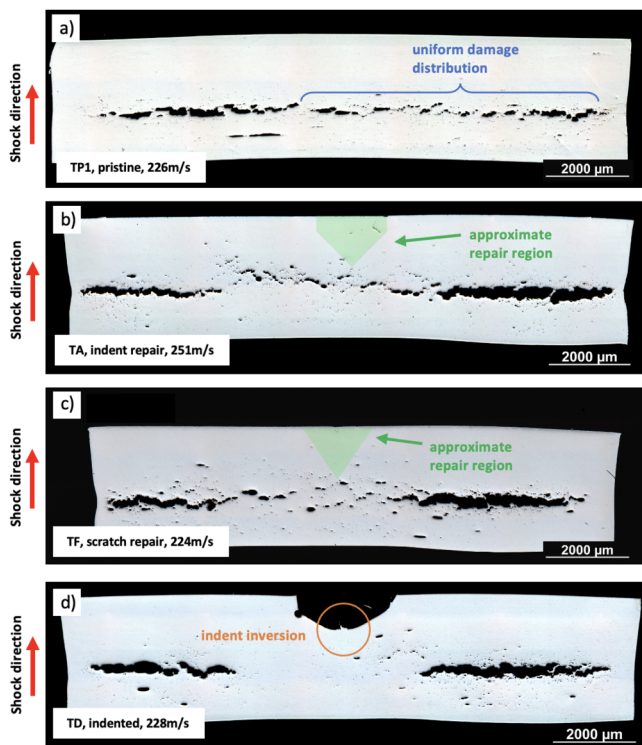 a)
uniform damage
distribution
Shock direction
TP1, pristine, 226m/s
2000 µm
b)
approximate
repair region
Shock direction
TA, indent repair, 251m/s
2000 µm
c)
approximate
repair region
Shock direction
TF, scratch repair, 224m/s
2000 µm
d)
indent inversion
Shock direction
TD, indented, 228m/s
2000 µm